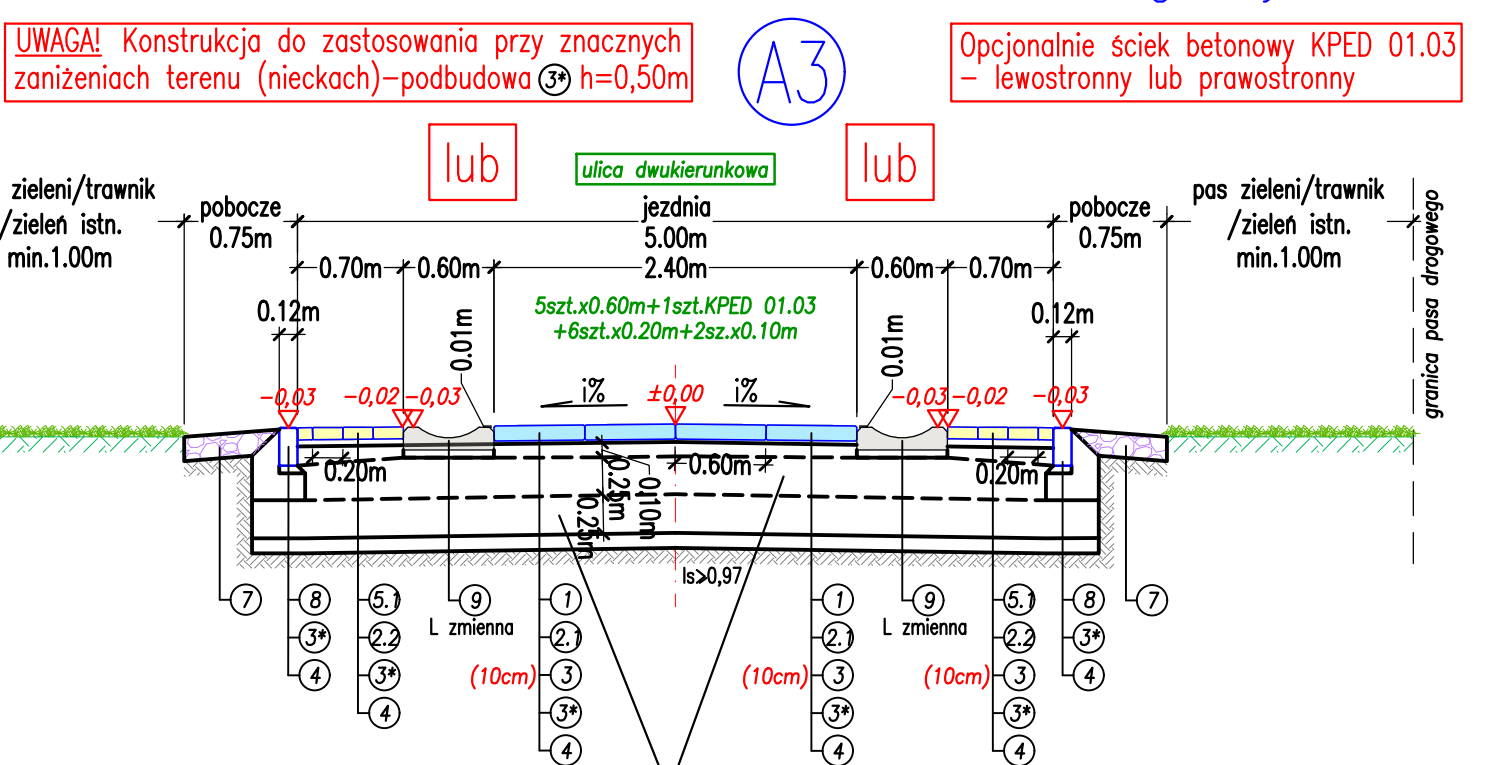 UWAGA! Konstrukcja do zastosowania przy znacznych
zaniżeniach terenu (nieckach)-podbudowa 3* h=0,50m
A3
Opcjonalnie ściek betonowy KPED 01.03
- lewostronny lub prawostronny
lub
ulica dwukierunkowa
lub
zieleni/trawnik
/zieleń istn.
min.1.00m
pobocze
0.75m
jezdnia
5.00m
pobocze
0.75m
pas zieleni/trawnik
/zieleń istn.
min.1.00m
granica pasa drogowego
0.70m
0.60m
2.40m
0.60m
0.70m
0.12m
0.01m
5szt.x0.60m+1szt.KPED 01.03
+6szt.x0.20m+2sz.x0.10m
0.01m
0.12m
-0,03
-0,02
-0,03
i%
±0,00
i%
-0,03
-0,02
-0,03
0.20m
0.25m
0.10m
0.25m
0.60m
0.20m
Is>0,97
7
8
3*
4
5.1
2.2
3*
4
9
L zmienna
1
2.1
(10cm) 3
3*
4
1
2.1
(10cm) 3
3*
4
9
L zmienna
5.1
2.2
(10cm) 3
3*
4
8
3*
4
7